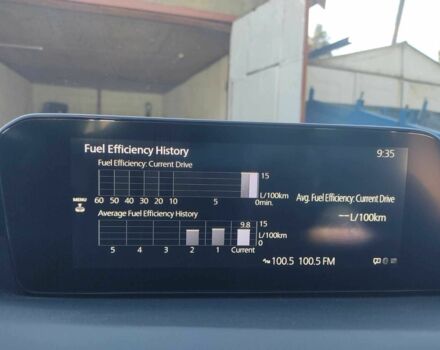 Fuel Efficiency History 9:35
Fuel Efficiency: Current Drive
15
L/100km
60 50 40 30 20 10 5 0min.
MENU
Avg. Fuel Efficiency: Current Drive
--L/100km
Average Fuel Efficiency History
9.8 15
L/100km
0
5 4 3 2 1 Current
100.5 100.5 FM